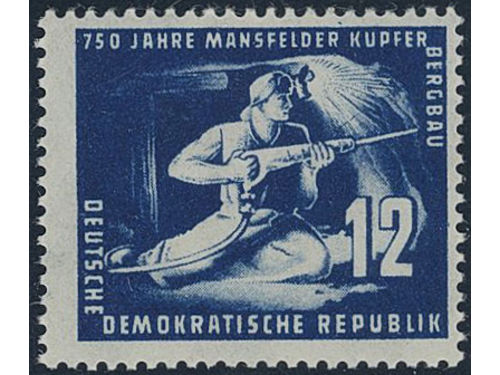 750 JAHRE MANSFELDER KUPFER
BERGBAU
12
DEUTSCHE
DEMOKRATISCHE REPUBLIK